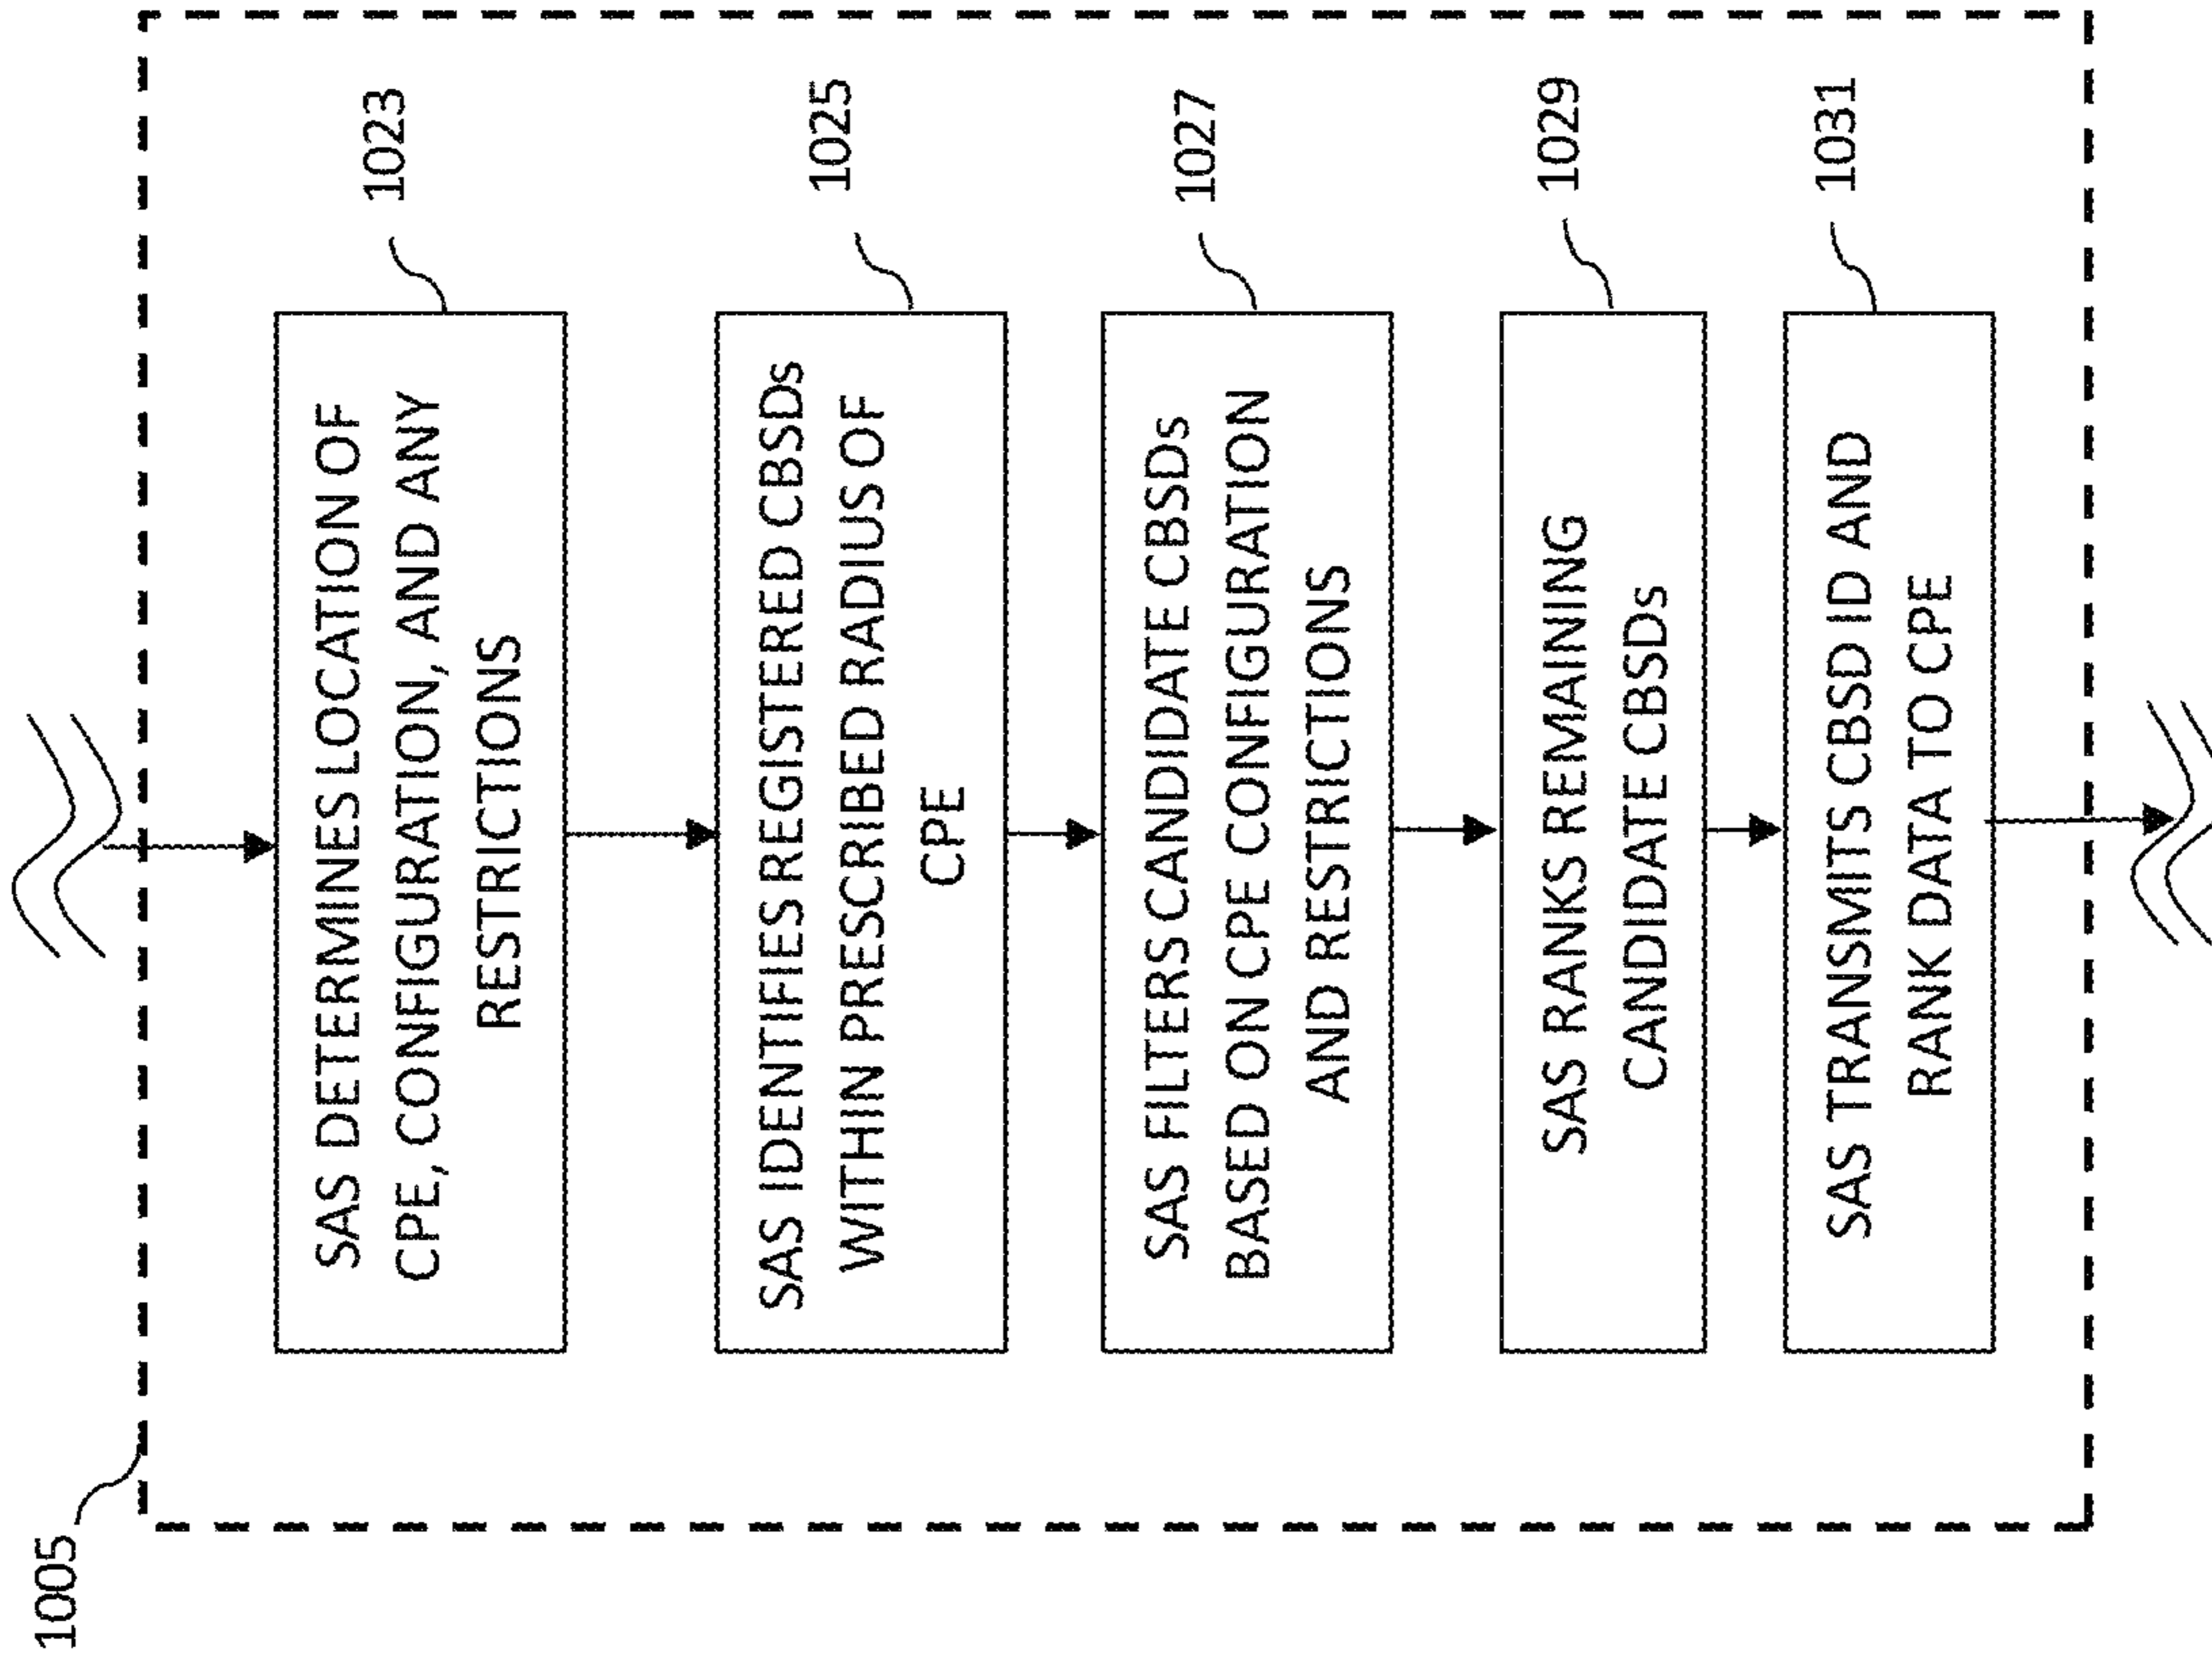 1005
SAS DETERMINES LOCATION OF
CPE, CONFIGURATION, AND ANY
RESTRICTIONS
1023
SAS IDENTIFIES REGISTERED CBSDs
WITHIN PRESCRIBED RADIUS OF
CPE
1025
SAS FILTERS CANDIDATE CBSDs
BASED ON CPE CONFIGURATION
AND RESTRICTIONS
1027
SAS RANKS REMAINING
CANDIDATE CBSDs
1029
SAS TRANSMITS CBSD ID AND
RANK DATA TO CPE
1031